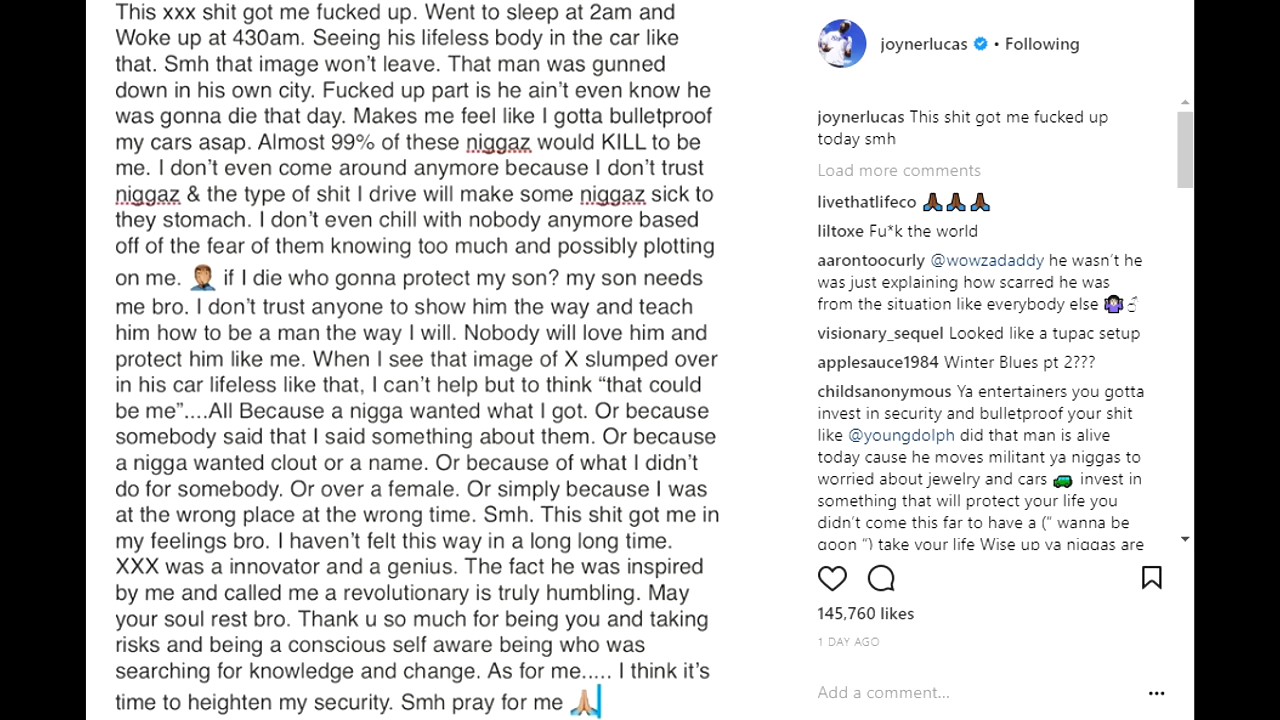 This xxx shit got me fucked up. Went to sleep at 2am and
Woke up at 430am. Seeing his lifeless body in the car like
that. Smh that image won't leave. That man was gunned
down in his own city. Fucked up part is he ain't even know he
was gonna die that day. Makes me feel like I gotta bulletproof
my cars asap. Almost 99% of these niggaz would KILL to be
me. I don't even come around anymore because I don't trust
niggaz & the type of shit I drive will make some niggaz sick to
they stomach. I don't even chill with nobody anymore based
off of the fear of them knowing too much and possibly plotting
on me. 🤦🏽‍♂️ if I die who gonna protect my son? my son needs
me bro. I don't trust anyone to show him the way and teach
him how to be a man the way I will. Nobody will love him and
protect him like me. When I see that image of X slumped over
in his car lifeless like that, I can't help but to think “that could
be me”....All Because a nigga wanted what I got. Or because
somebody said that I said something about them. Or because
a nigga wanted clout or a name. Or because of what I didn't
do for somebody. Or over a female. Or simply because I was
at the wrong place at the wrong time. Smh. This shit got me in
my feelings bro. I haven't felt this way in a long long time.
XXX was a innovator and a genius. The fact he was inspired
by me and called me a revolutionary is truly humbling. May
your soul rest bro. Thank u so much for being you and taking
risks and being a conscious self aware being who was
searching for knowledge and change. As for me..... I think it's
time to heighten my security. Smh pray for me 🙏🏼
joynerlucas • Following
joynerlucas This shit got me fucked up
today smh
Load more comments
livethatlifeco 🙏🏾🙏🏾🙏🏾
liltoxe Fu*k the world
aarontoocurly @wowzadaddy he wasn't he
was just explaining how scarred he was
from the situation like everybody else 🤷🏻‍♀️
visionary_sequel Looked like a tupac setup
applesauce1984 Winter Blues pt 2???
childsanonymous Ya entertainers you gotta
invest in security and bulletproof your shit
like @youngdolph did that man is alive
today cause he moves militant ya niggas to
worried about jewelry and cars 🚙 invest in
something that will protect your life you
didn't come this far to have a (" wanna be
goon ") take your life Wise up ya niggas are
145,760 likes
1 DAY AGO
Add a comment...